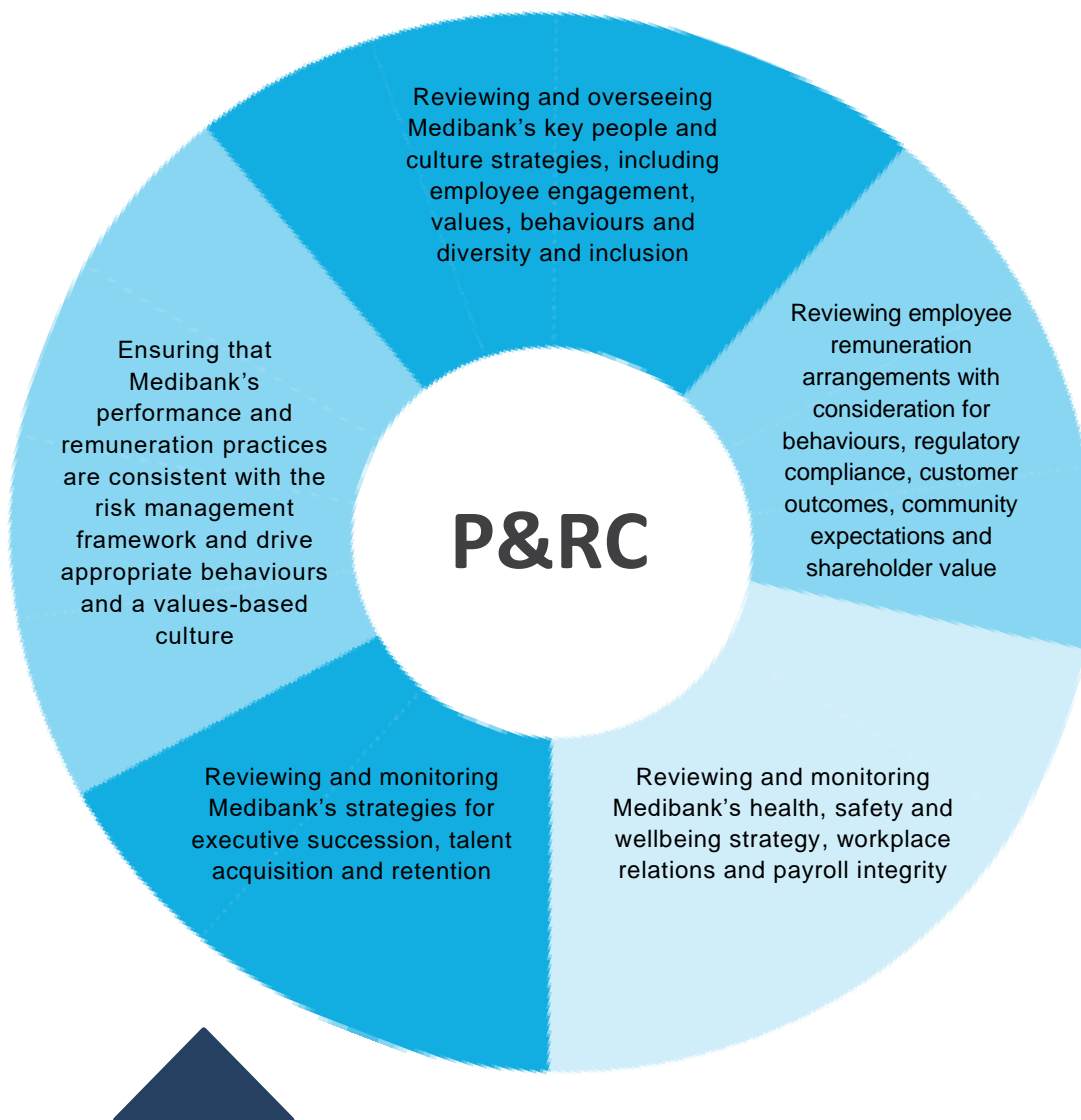 Reviewing and overseeing
Medibank’s key people and
culture strategies, including
employee engagement,
values, behaviours and
diversity and inclusion
Reviewing employee
remuneration
arrangements with
consideration for
behaviours, regulatory
compliance, customer
outcomes, community
expectations and
shareholder value
Ensuring that
Medibank’s
performance and
remuneration practices
are consistent with the
risk management
framework and drive
appropriate behaviours
and a values-based
culture
P&RC
Reviewing and monitoring
Medibank’s strategies for
executive succession, talent
acquisition and retention
Reviewing and monitoring
Medibank’s health, safety and
wellbeing strategy, workplace
relations and payroll integrity